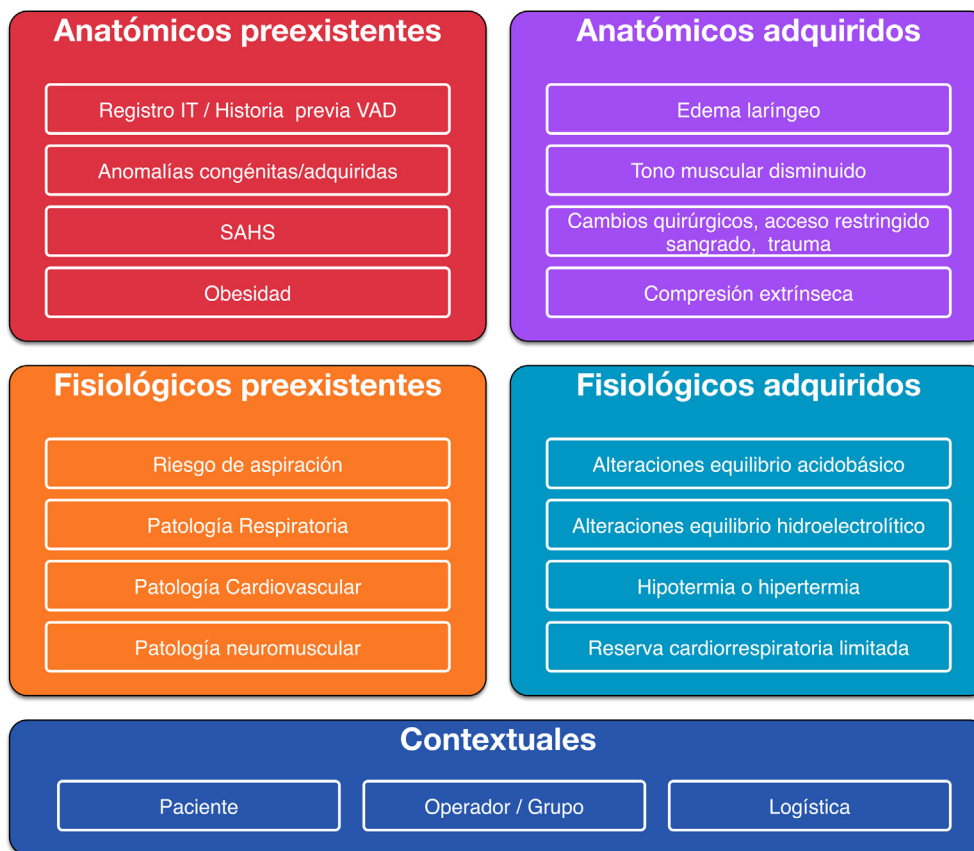 Anatómicos preexistentes
Registro IT / Historia previa VAD
Anomalías congénitas/adquiridas
SAHS
Obesidad
Anatómicos adquiridos
Edema laríngeo
Tono muscular disminuido
Cambios quirúrgicos, acceso restringido
sangrado, trauma
Compresión extrínseca
Fisiológicos preexistentes
Riesgo de aspiración
Patología Respiratoria
Patología Cardiovascular
Patología neuromuscular
Fisiológicos adquiridos
Alteraciones equilibrio acidobásico
Alteraciones equilibrio hidroelectrolítico
Hipotermia o hipertermia
Reserva cardiorrespiratoria limitada
Contextuales
Paciente
Operador / Grupo
Logística